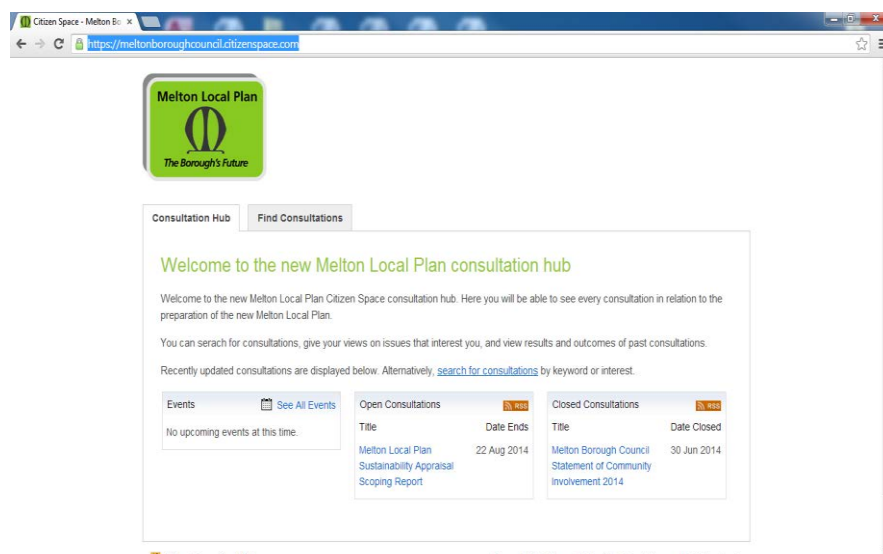 Citizen Space - Melton Bo
https://meltonboroughcouncil.citizenspace.com
Melton Local Plan
The Borough's Future
Consultation Hub
Find Consultations
Welcome to the new Melton Local Plan consultation hub
Welcome to the new Melton Local Plan Citizen Space consultation hub. Here you will be able to see every consultation in relation to the
preparation of the new Melton Local Plan.
You can serach for consultations, give your views on issues that interest you, and view results and outcomes of past consultations.
Recently updated consultations are displayed below. Alternatively, search for consultations by keyword or interest.
Events See All Events
No upcoming events at this time.
Open Consultations RSS
Title Date Ends
Melton Local Plan 22 Aug 2014
Sustainability Appraisal
Scoping Report
Closed Consultations RSS
Title Date Closed
Melton Borough Council 30 Jun 2014
Statement of Community
Involvement 2014